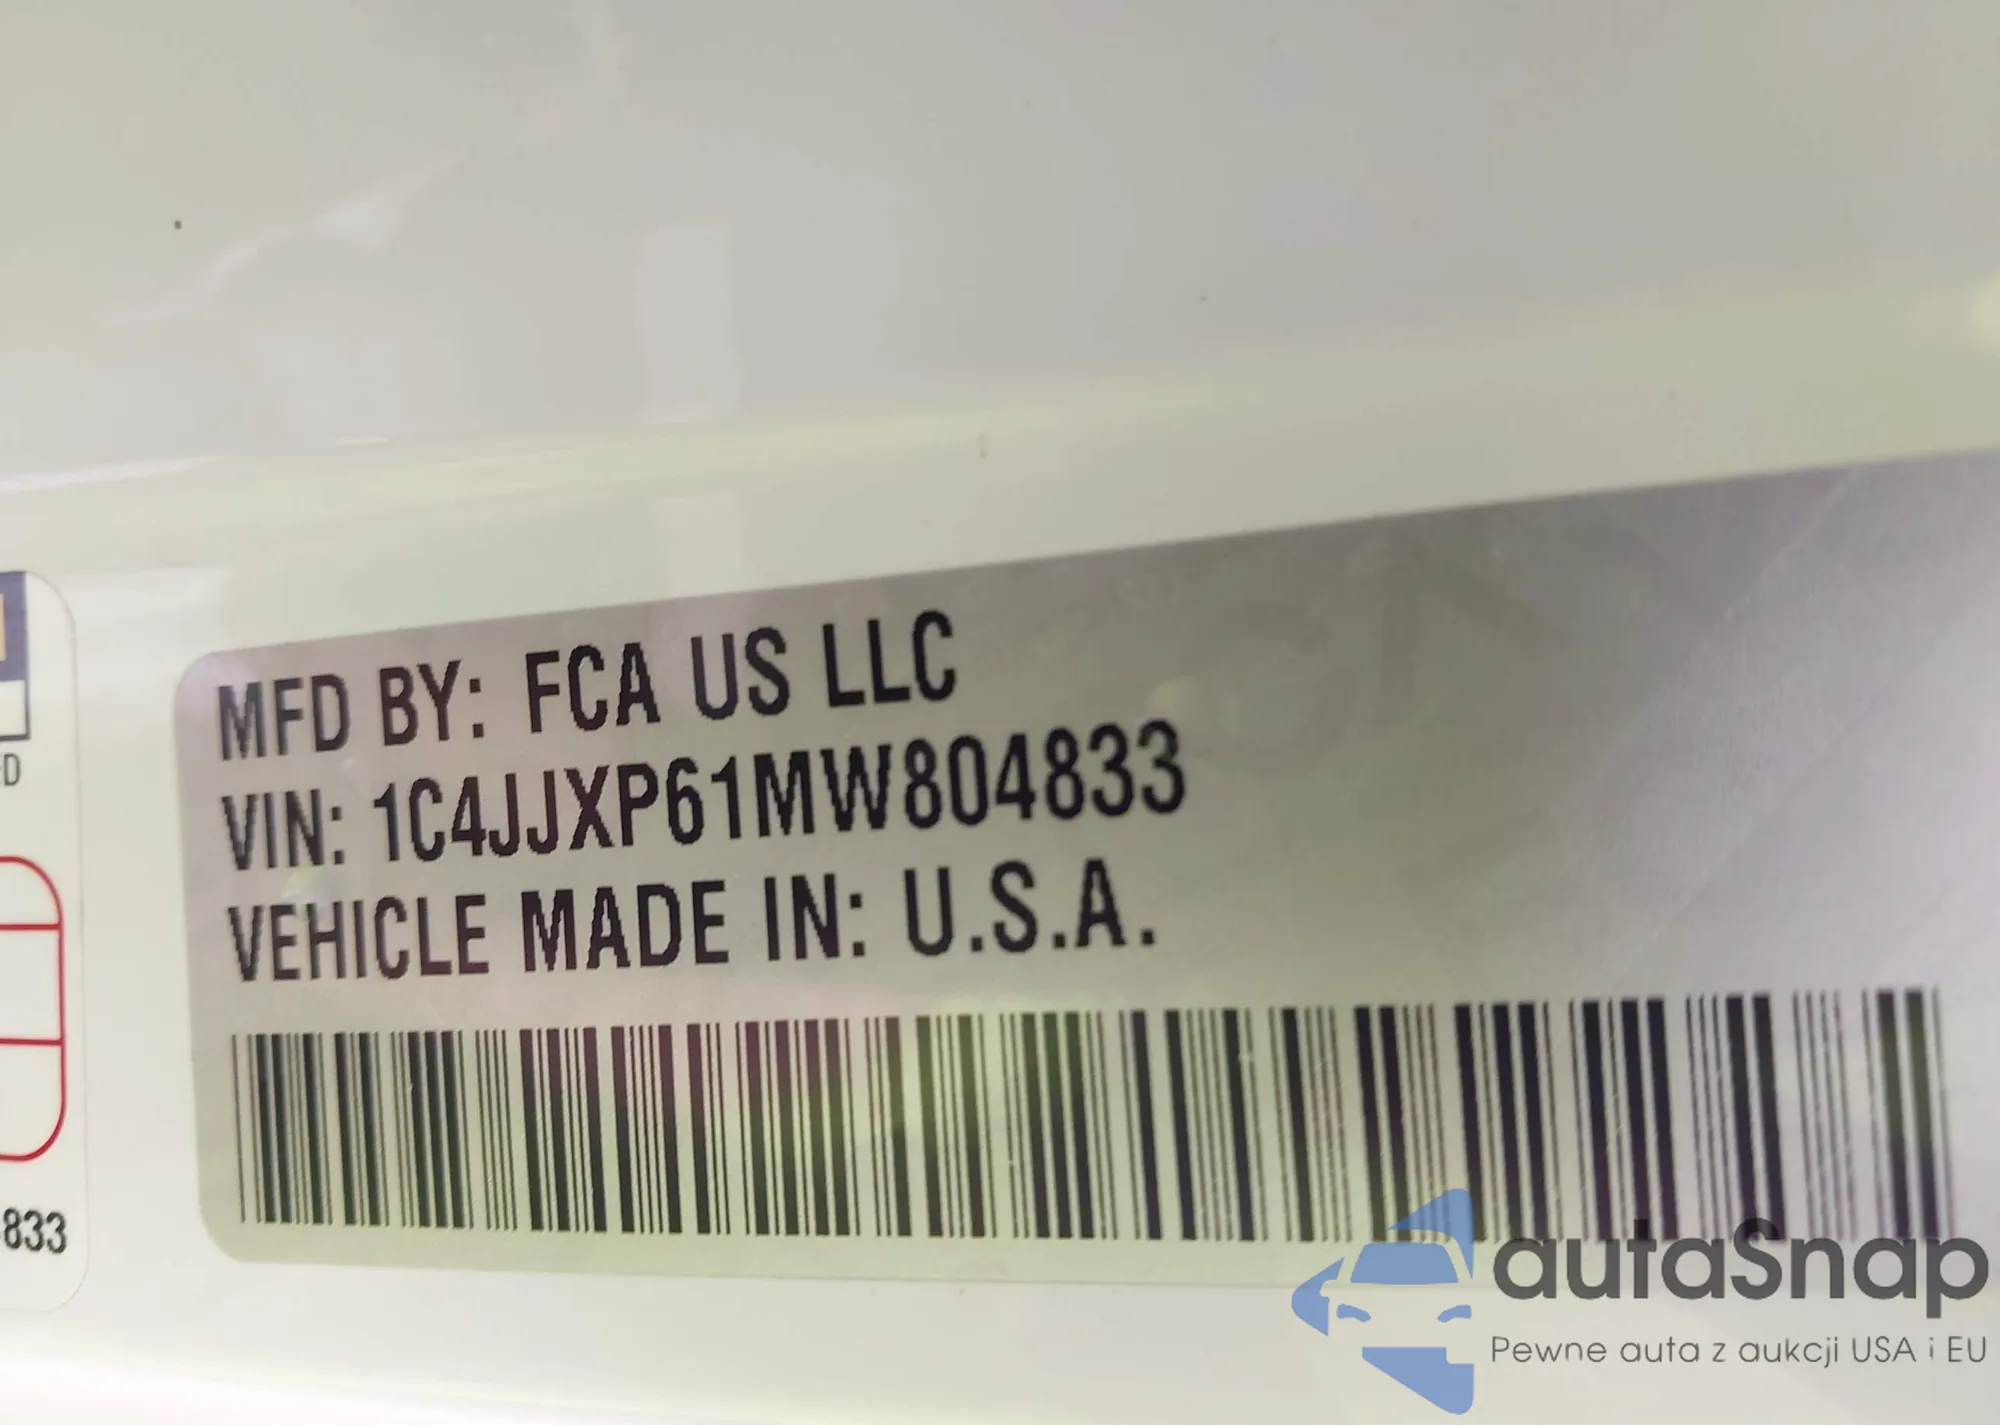 MFD BY: FCA US LLC
VIN: 1C4JJXP61MW804833
VEHICLE MADE IN: U.S.A.
D
833
autaSnap
Pewne auta z aukcji USA i EU